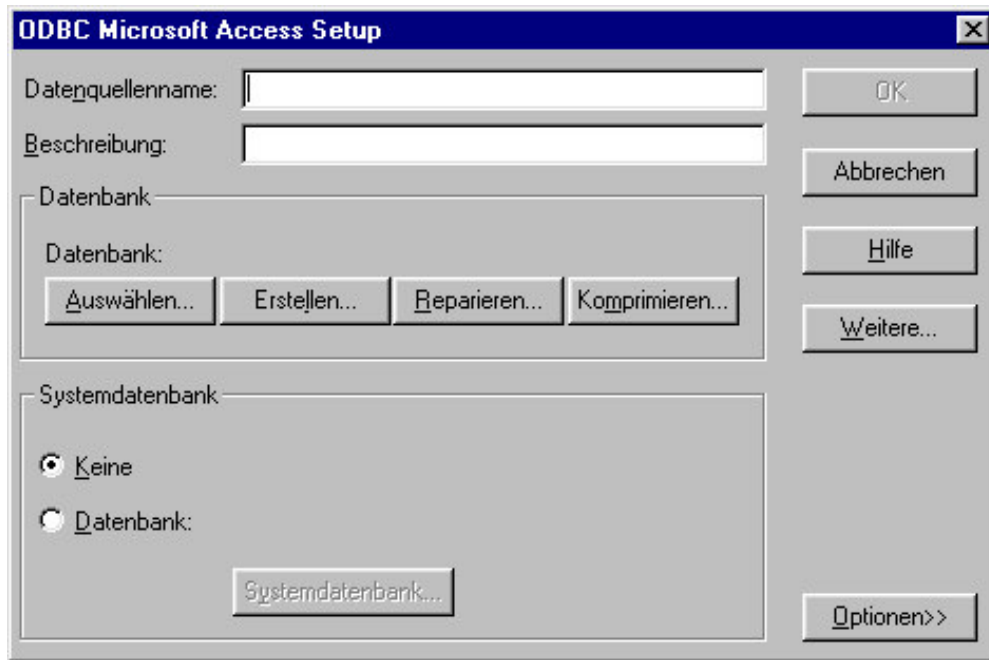 ODBC Microsoft Access Setup
Datenquellenname:
OK
Beschreibung:
Abbrechen
Datenbank
Datenbank:
Hilfe
Auswählen...
Erstellen...
Reparieren...
Komprimieren...
Weitere...
Systemdatenbank
Keine
Datenbank:
Systemdatenbank...
Optionen>>